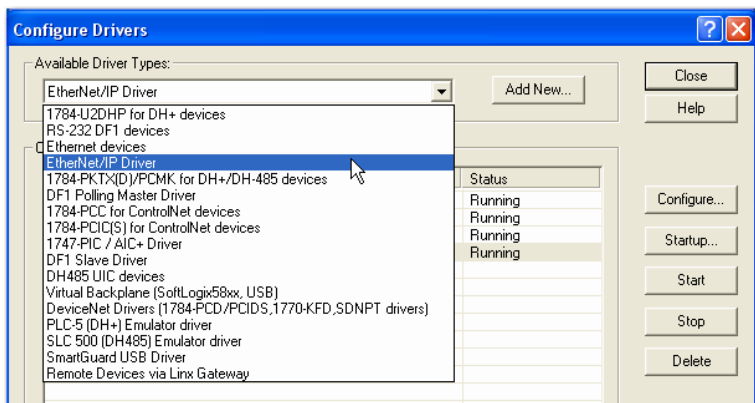 Configure Drivers
Available Driver Types:
EtherNet/IP Driver
Add New...
Close
Help
1784-U2DHP for DH+ devices
RS-232 DF1 devices
Ethernet devices
EtherNet/IP Driver
1784-PKTX(D)/PCMK for DH+/DH-485 devices
DF1 Polling Master Driver
1784-PCC for ControlNet devices
1784-PCIC(S) for ControlNet devices
1747-PIC / AIC+ Driver
DF1 Slave Driver
DH485 UIC devices
Virtual Backplane (SoftLogix58xx, USB)
DeviceNet Drivers (1784-PCD/PCIDS,1770-KFD,SDNPT drivers)
PLC-5 (DH+) Emulator driver
SLC 500 (DH485) Emulator driver
SmartGuard USB Driver
Remote Devices via Linx Gateway
Status
Running
Running
Running
Running
Configure...
Startup...
Start
Stop
Delete